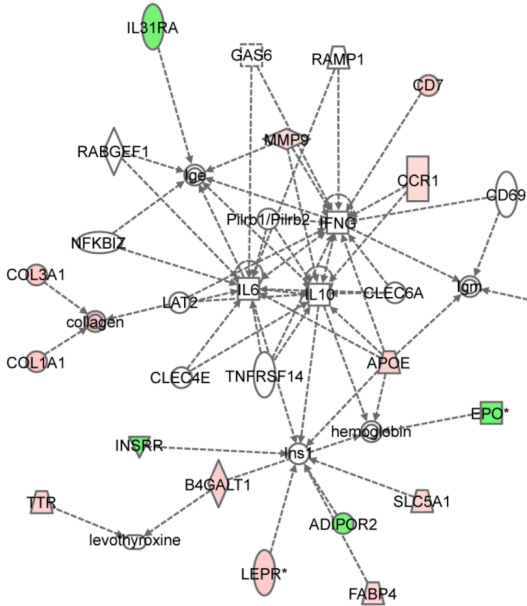 IL31RA
GAS6
RAMP1
CD7
MMP9
RABGEF1
Ige
CCR1
CD69
Pilrb1/Pilrb2
IFNG
NFKBIZ
COL3A1
IL6
IL10
CLEC6A
Igm
LAT2
collagen
COL1A1
APOE
CLEC4E
TNFRSF14
EPO*
hemoglobin
INSRR
Ins1
B4GALT1
TTR
SLC5A1
ADIPOR2
levothyroxine
LEPR*
FABP4